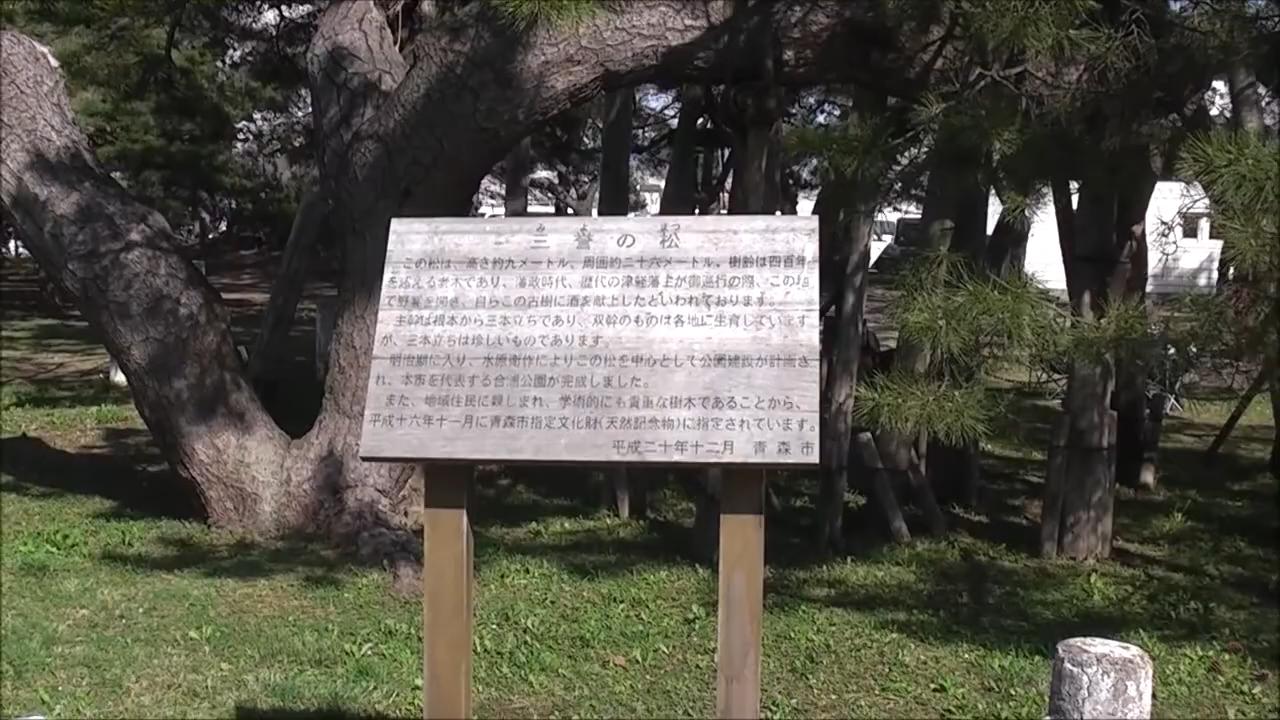 三誉の松
この松は、高さ約九メートル、周囲約二十六メートル、樹齢は四百年
を越える老木であり、藩政時代、歴代の津軽藩主が御巡行の際、この地
で野宴を開き、自らこの古樹に酒を献上したといわれております。
主幹は根本から三本立ちであり、双幹のものは各地に生育しています
が、三本立ちは珍しいものであります。
明治期に入り、水原衛作によりこの松を中心として公園建設が計画さ
れ、本市を代表する合浦公園が完成しました。
また、地域住民に親しまれ、学術的にも貴重な樹木であることから、
平成十六年十一月に青森市指定文化財(天然記念物)に指定されています。
平成二十年十二月 青森市